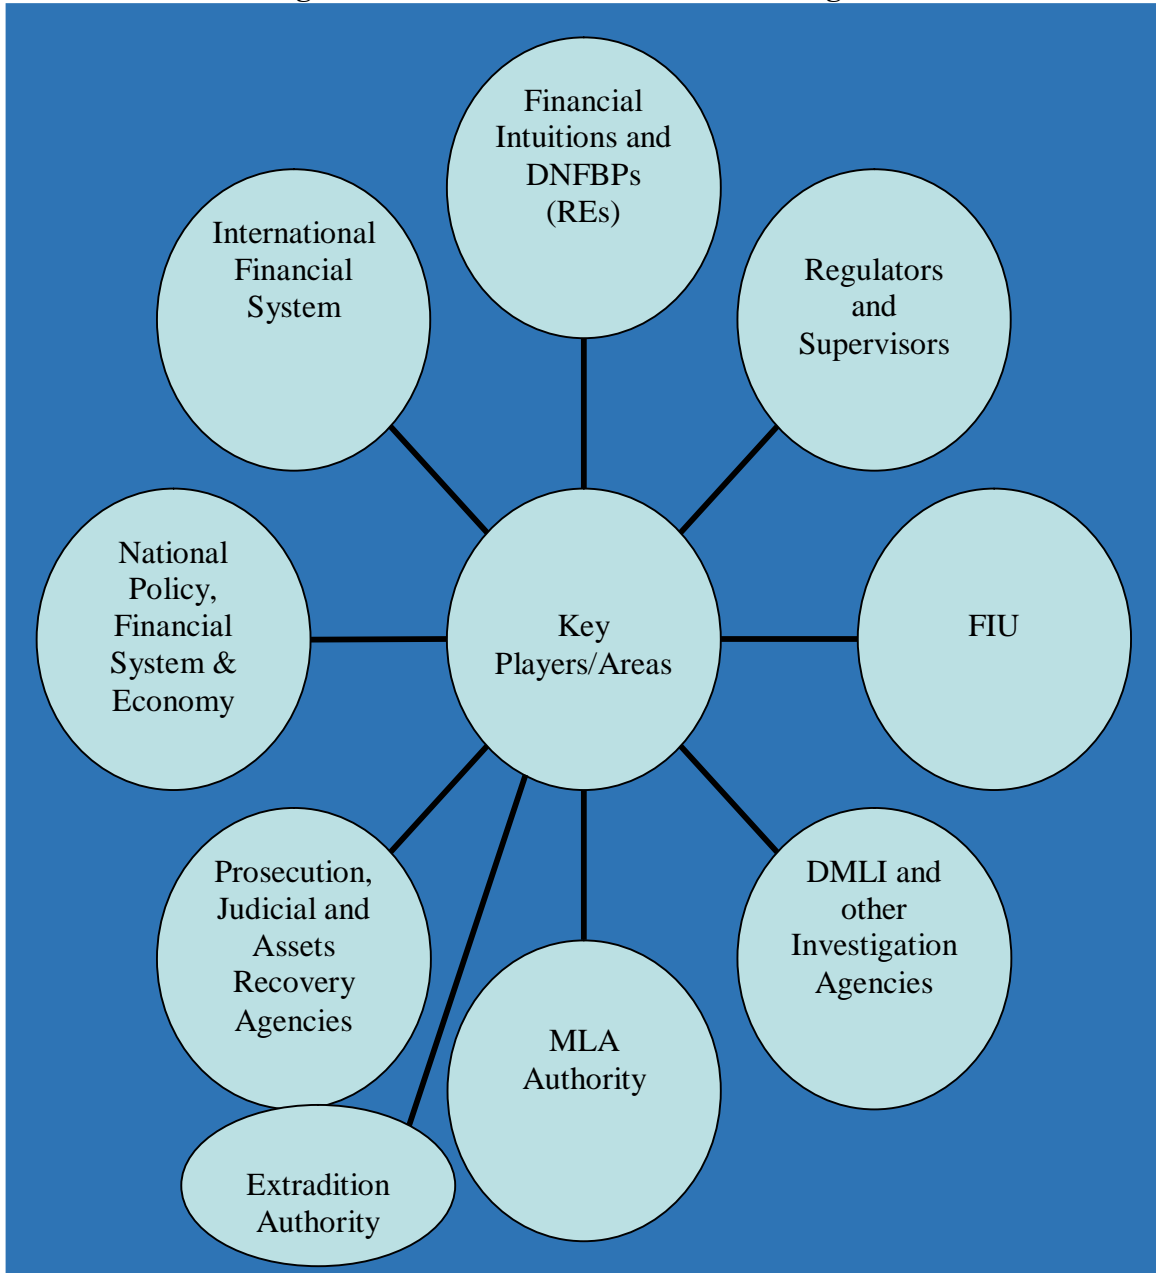 Financial
Intuitions and
DNFBPs
(REs)
International
Financial
System
Regulators
and
Supervisors
National
Policy,
Financial
System &
Economy
Key
Players/Areas
FIU
Prosecution,
Judicial and
Assets
Recovery
Agencies
DMLI and
other
Investigation
Agencies
MLA
Authority
Extradition
Authority